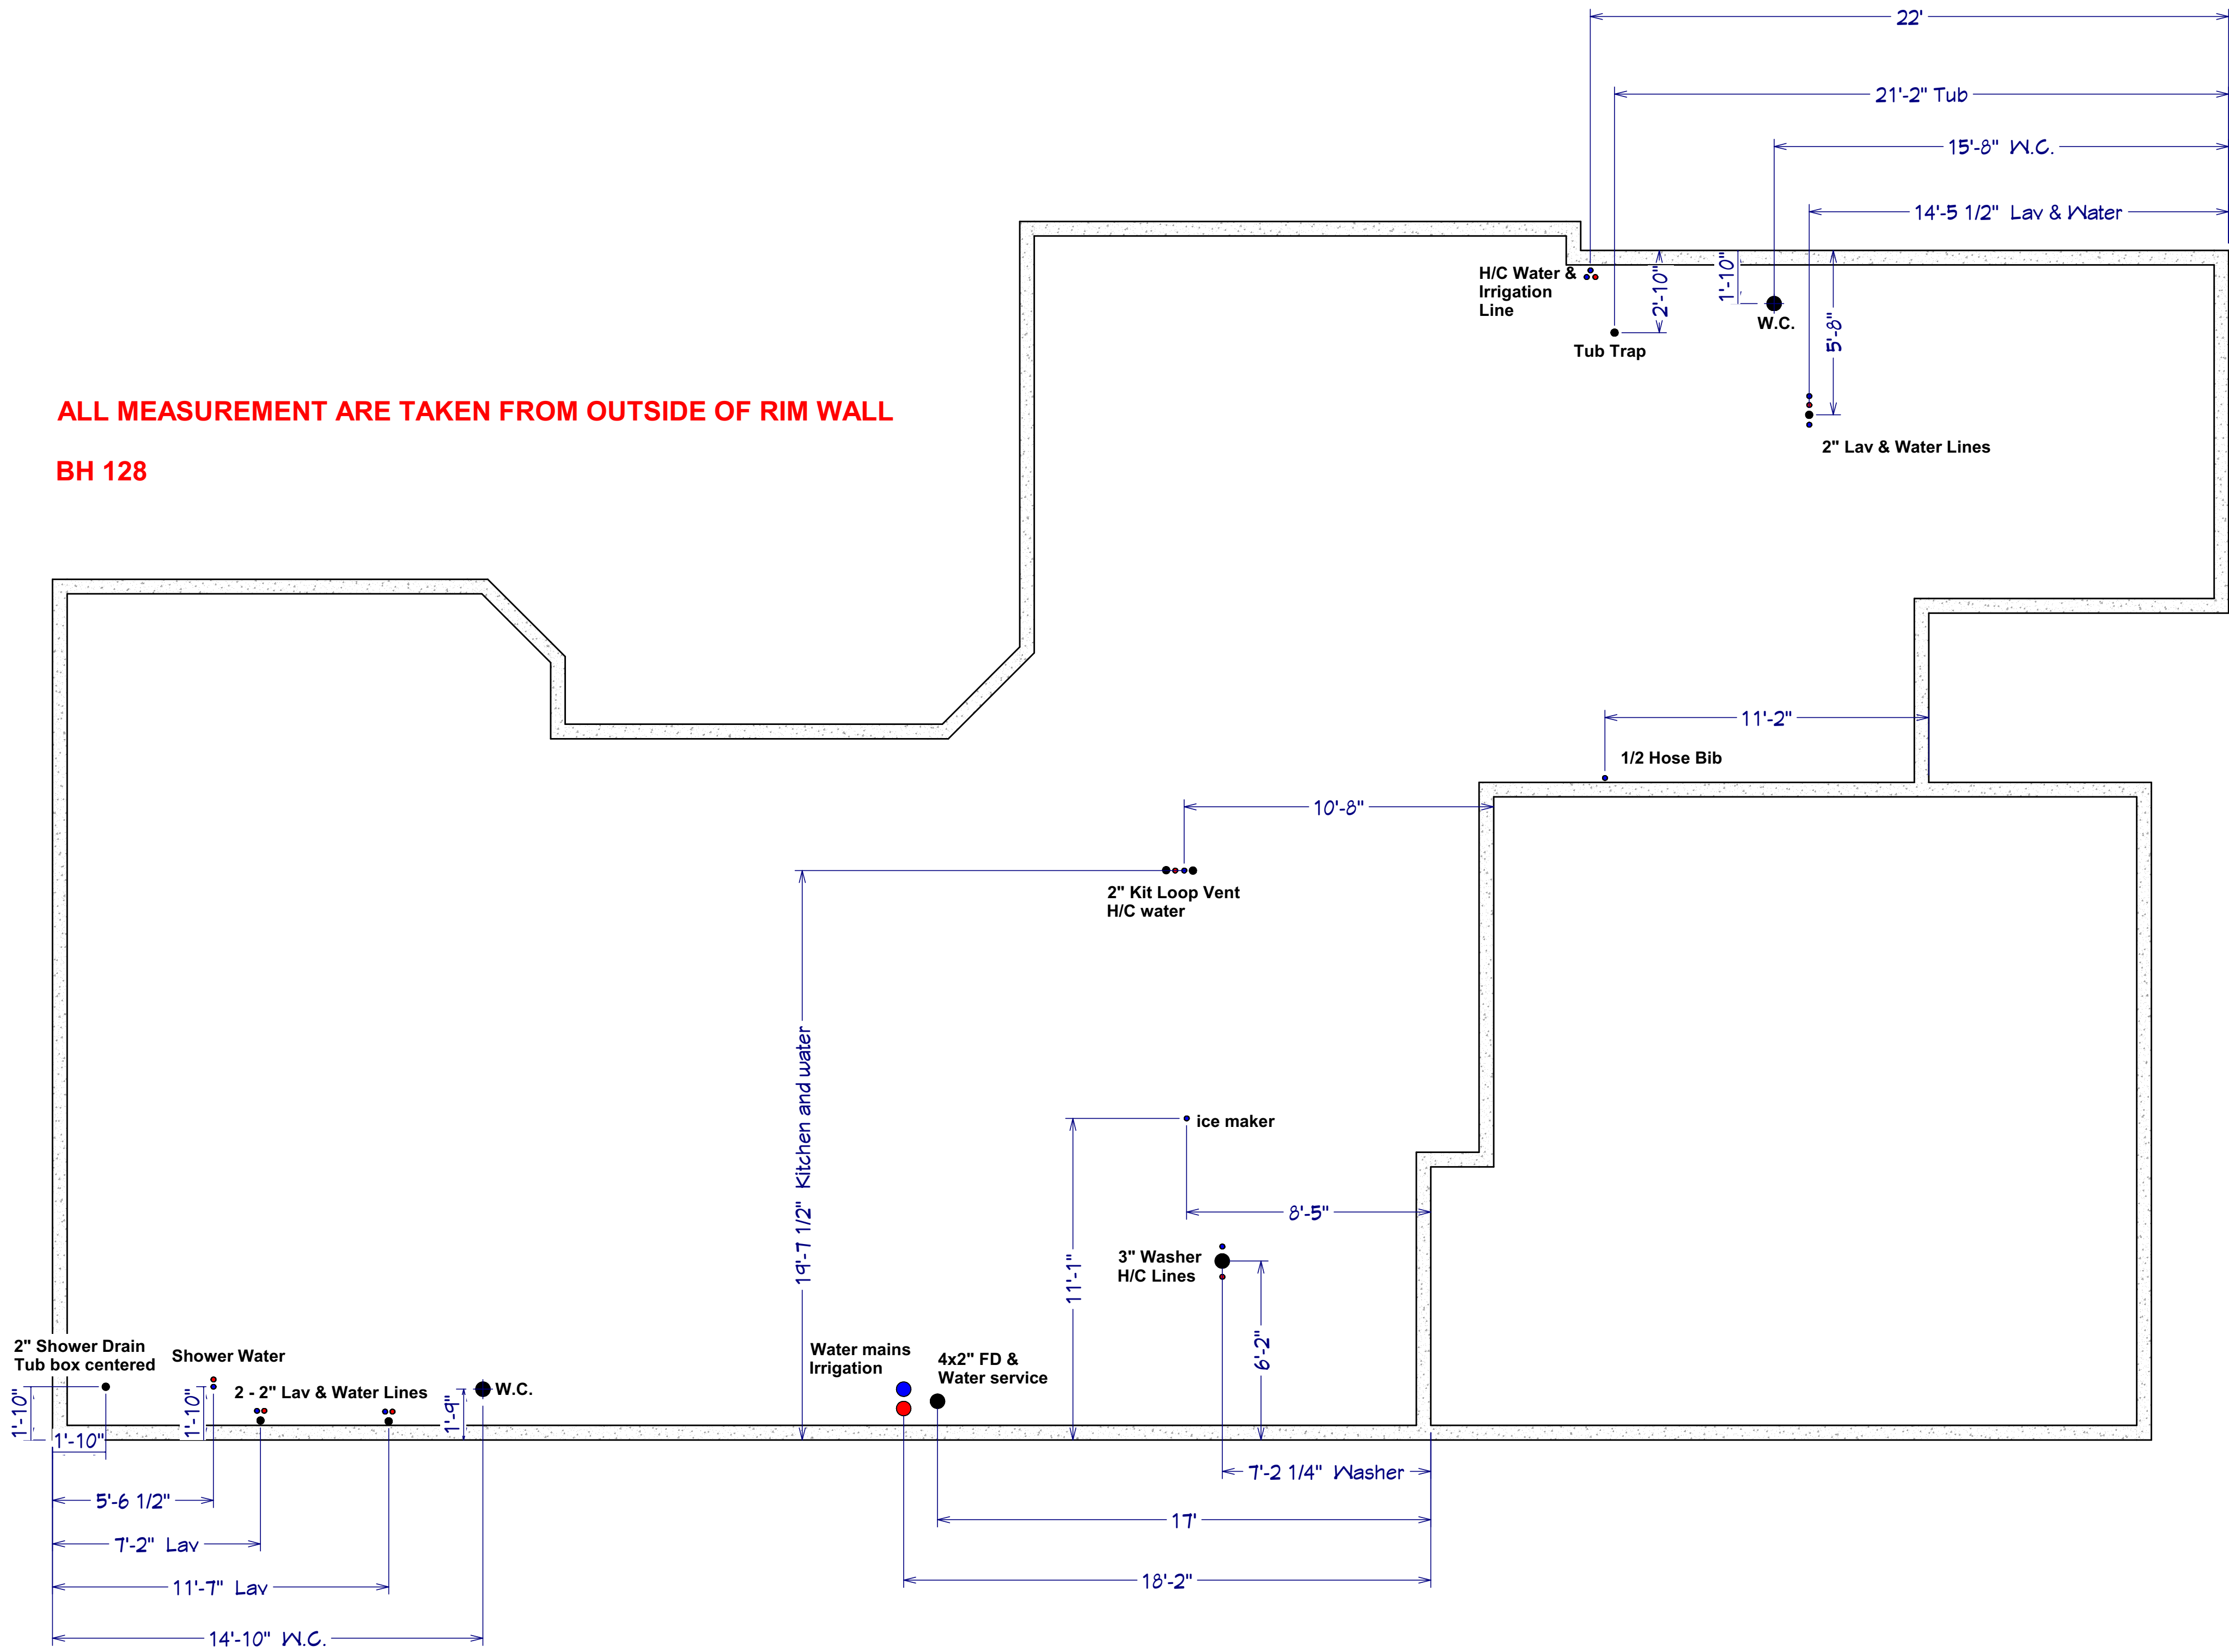 22'
21'-2" Tub
15'-8" W.C.
14'-5 1/2" Lav & Water
H/C Water &
Irrigation
Line
2'-10"
1'-10"
W.C.
5'-8"
Tub Trap
ALL MEASUREMENT ARE TAKEN FROM OUTSIDE OF RIM WALL
2" Lav & Water Lines
BH 128
11'-2"
1/2 Hose Bib
10'-8"
2" Kit Loop Vent
H/C water
19'-7 1/2" Kitchen and water
ice maker
11'-1"
8'-5"
3" Washer
H/C Lines
6'-2"
2" Shower Drain
Tub box centered
Shower Water
Water mains
Irrigation
4x2" FD &
Water service
2 - 2" Lav & Water Lines
W.C.
1'-10"
1'-10"
1'-9"
1'-10"
7'-2 1/4" Washer
5'-6 1/2"
17'
7'-2" Lav
18'-2"
11'-7" Lav
14'-10" W.C.